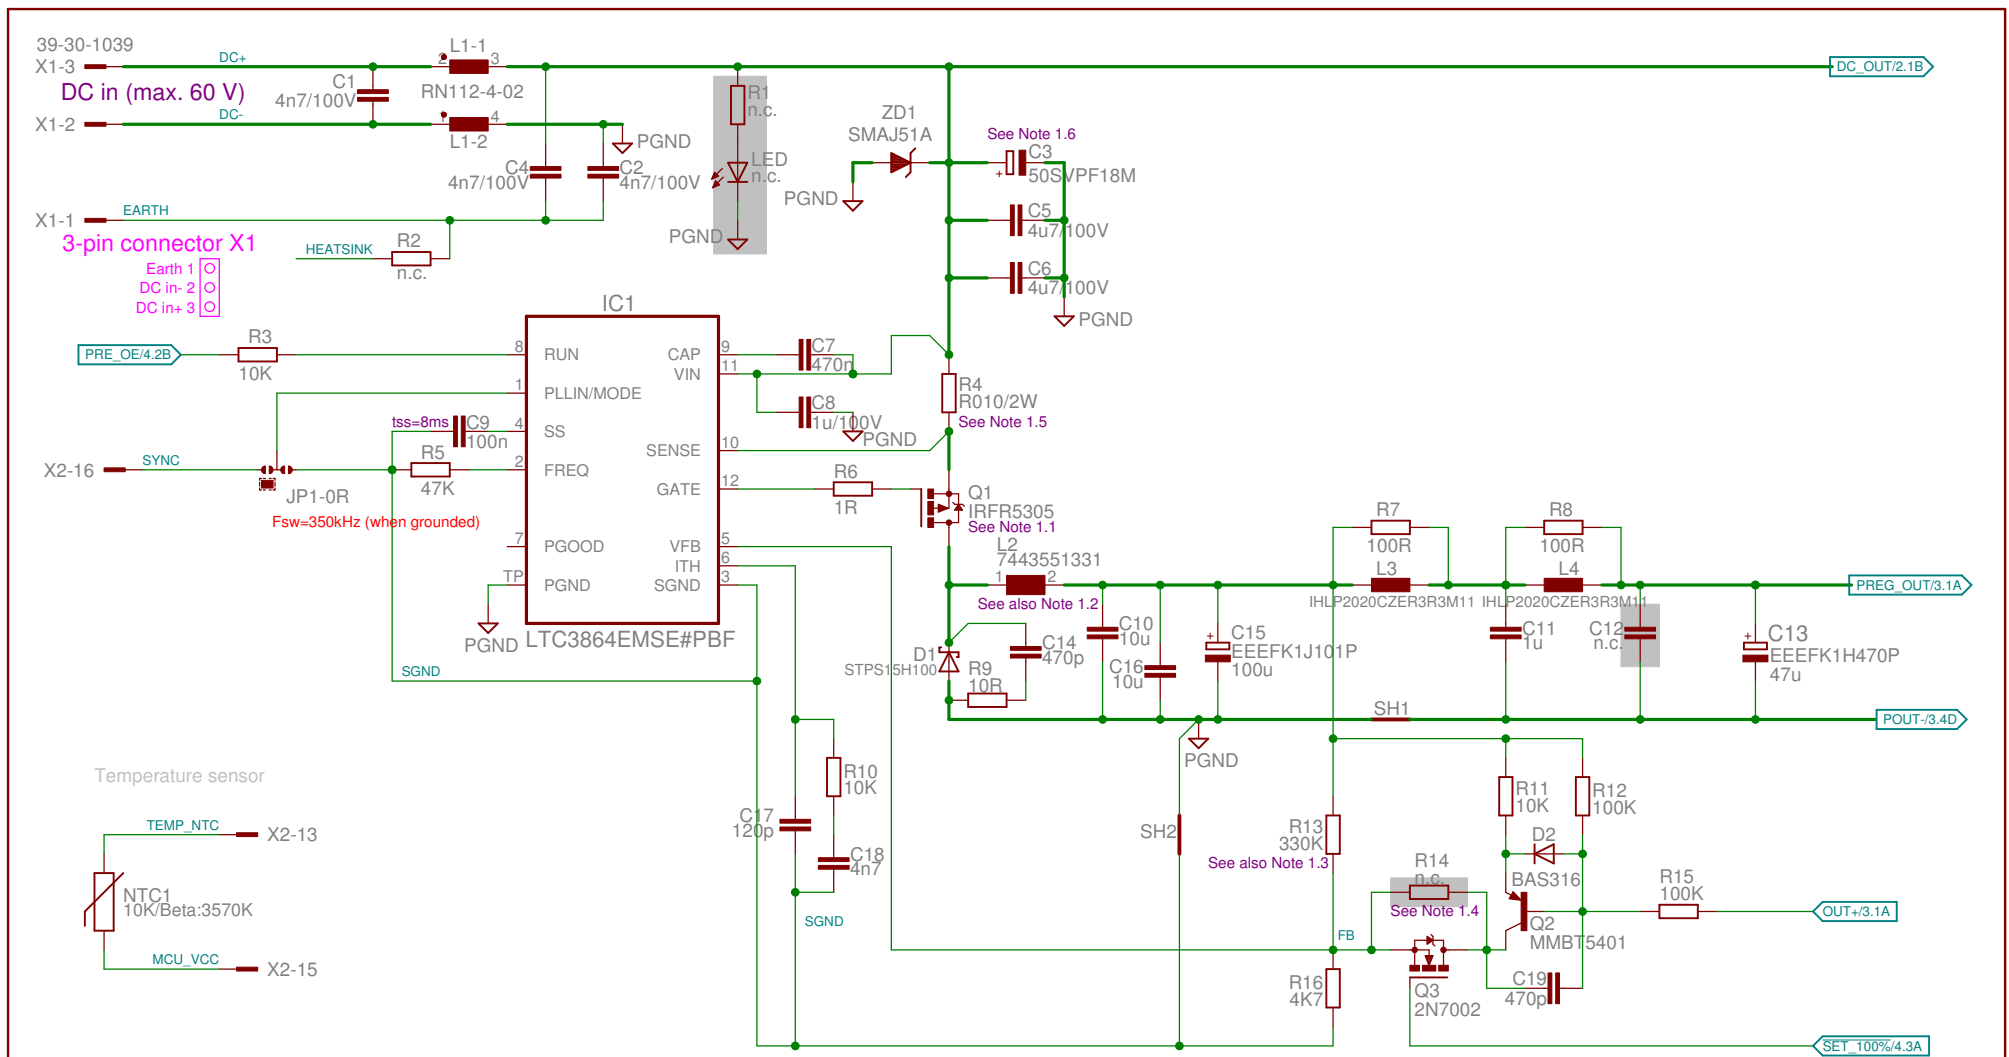 39-30-1039
X1-3
DC+
2
L1-1
3
RN112-4-02
DC_OUT/2.1B
DC in (max. 60 V)
C1
4n7/100V
X1-2
DC-
4
L1-2
PGND
C4
4n7/100V
C2
4n7/100V
R1
n.c.
LED
n.c.
PGND
ZD1
SMAJ51A
PGND
See Note 1.6
C3
+
50SVPF18M
C5
4u7/100V
C6
4u7/100V
PGND
X1-1
EARTH
3-pin connector X1
Earth 1
DC in- 2
DC in+ 3
HEATSINK
R2
n.c.
IC1
PRE_OE/4.2B
R3
10K
8
RUN
1
PLLIN/MODE
4
SS
2
FREQ
7
PGOOD
TP
PGND
CAP
9
VIN
11
SENSE
10
GATE
12
VFB
5
ITH
6
SGND
3
LTC3864EMSE#PBF
PGND
C7
470n
C8
1u/100V
PGND
R4
R010/2W
See Note 1.5
tss=8ms
C9
100n
R5
47K
X2-16
SYNC
JP1-0R
Fsw=350kHz (when grounded)
R6
1R
Q1
IRFR5305
See Note 1.1
L2
7443551331
1
2
See also Note 1.2
R7
100R
L3
IHLP2020CZER3R3M11
R8
100R
L4
IHLP2020CZER3R3M11
PREG_OUT/3.1A
D1
STPS15H100
C14
470p
R9
10R
C10
10u
C16
10u
+
C15
EEEFK1J101P
100u
C11
1u
C12
n.c.
+
C13
EEEFK1H470P
47u
SGND
SH1
POUT-/3.4D
PGND
Temperature sensor
TEMP_NTC
X2-13
NTC1
10K/Beta:3570K
MCU_VCC
X2-15
R10
10K
C17
120p
C18
4n7
SGND
SH2
R13
330K
See also Note 1.3
R11
10K
R12
100K
D2
BAS316
R14
n.c.
See Note 1.4
R15
100K
OUT+/3.1A
Q2
MMBT5401
FB
R16
4K7
Q3
2N7002
C19
470p
SET_100%/4.3A